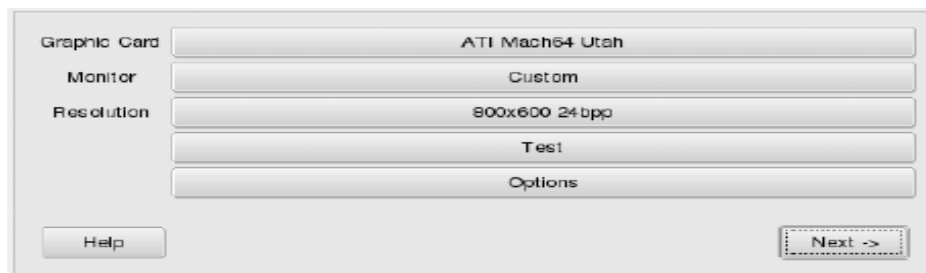 Graphic Card ATI Mach64 Utah
Monitor Custom
Resolution 800x600 24bpp
Test
Options
Help Next ->